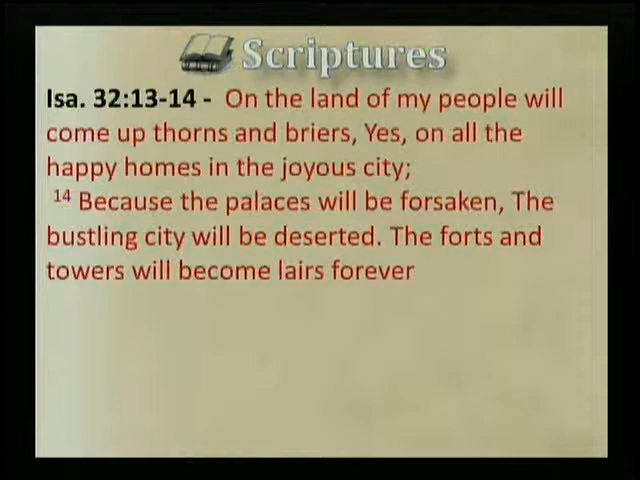 Scriptures
Isa. 32:13-14 - On the land of my people will
come up thorns and briers, Yes, on all the
happy homes in the joyous city;
14 Because the palaces will be forsaken, The
bustling city will be deserted. The forts and
towers will become lairs forever